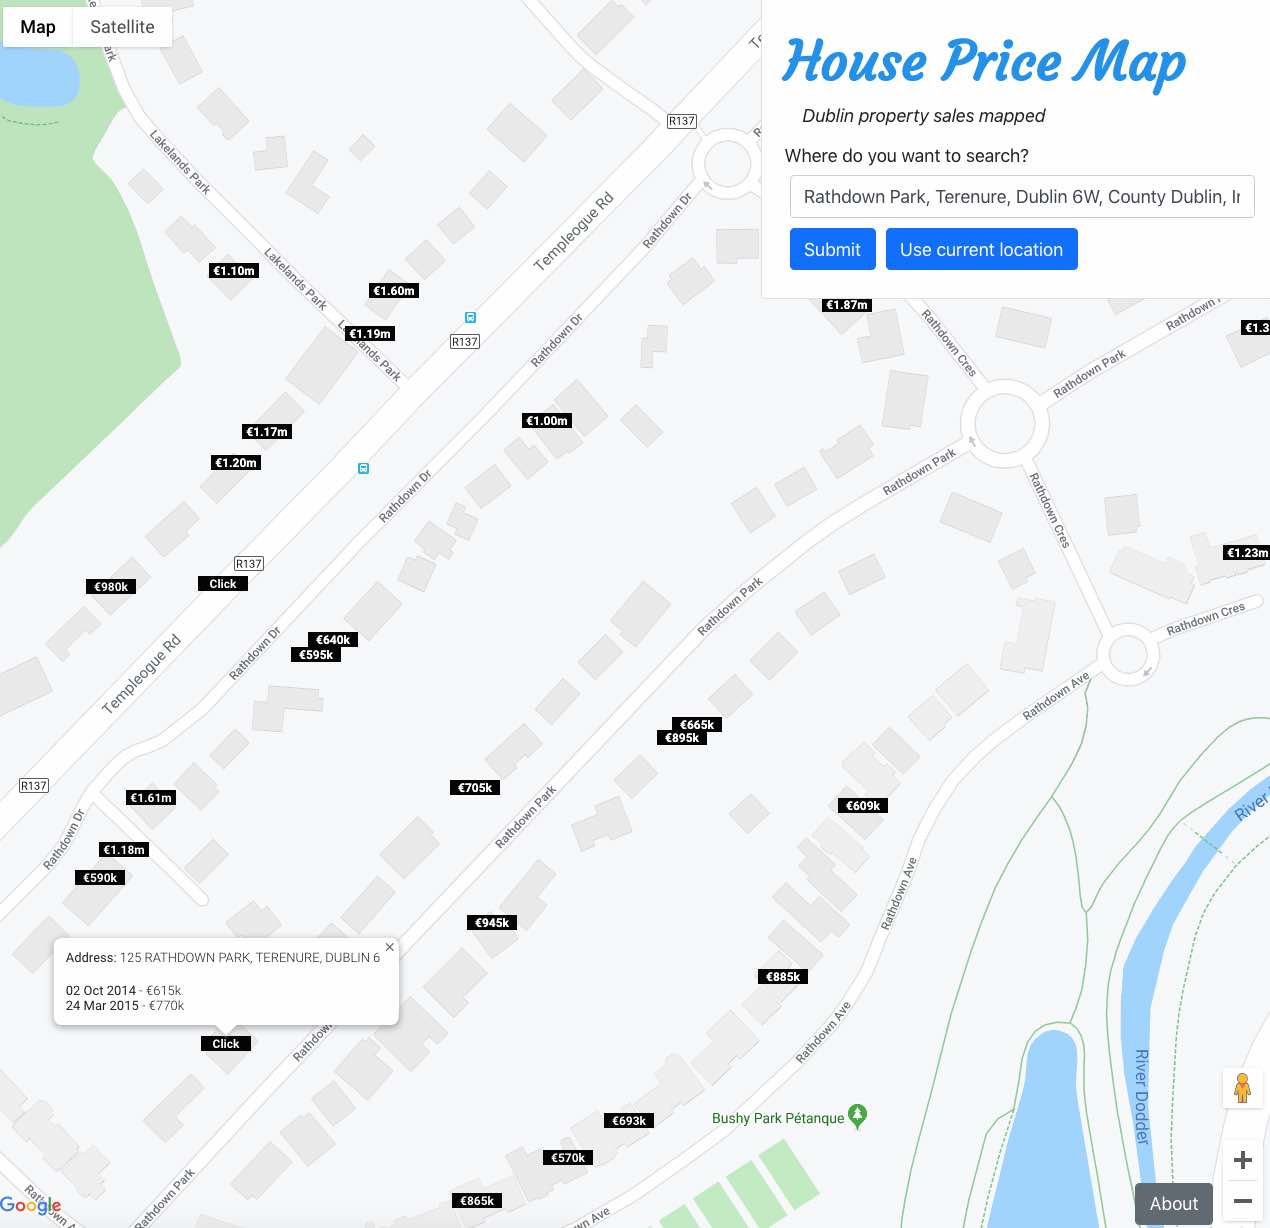 Map
Satellite
House Price Map
Dublin property sales mapped
Where do you want to search?
Rathdown Park, Terenure, Dublin 6W, County Dublin, Ir
Submit
Use current location
R137
Lakelands Park
Templeogue Rd
Rathdown Dr
Lakelands Park
€1.10m
€1.60m
€1.87m
Rathdown Cres
€1.3
€1.19m
R137
Rathdown Dr
Rathdown Park
€1.00m
€1.17m
€1.20m
Rathdown Park
Rathdown Dr
Rathdown Cres
R137
€1.23m
€980k
Click
Rathdown Park
Rathdown Cres
€640k
€595k
Rathdown Dr
Templeogue Rd
Rathdown Ave
€665k
€895k
R137
€705k
€1.61m
€609k
Rathdown Park
Rathdown Dr
€1.18m
€590k
Rathdown Ave
€945k
Address: 125 RATHDOWN PARK, TERENURE, DUBLIN 6
02 Oct 2014 - €615k
24 Mar 2015 - €770k
€885k
Click
Rathdown Ave
River Dodder
€693k
Bushy Park Pétanque
€570k
€865k
Rathdown Park
Google
About